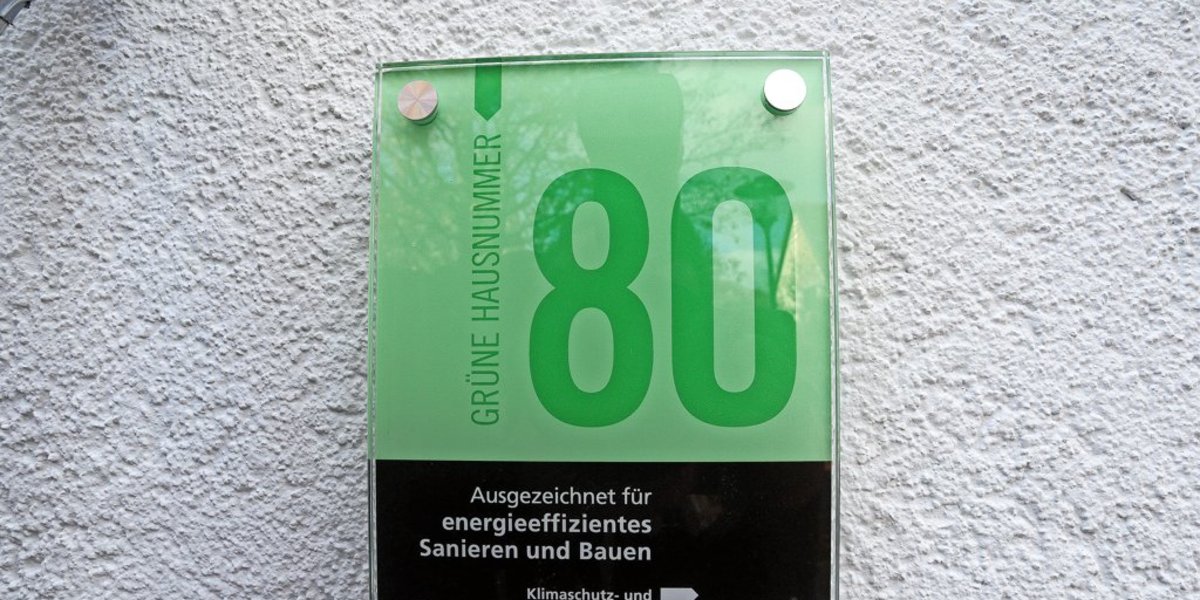 GRÜNE HAUSNUMMER
80
Ausgezeichnet für
energieeffizientes
Sanieren und Bauen
Klimaschutz- und